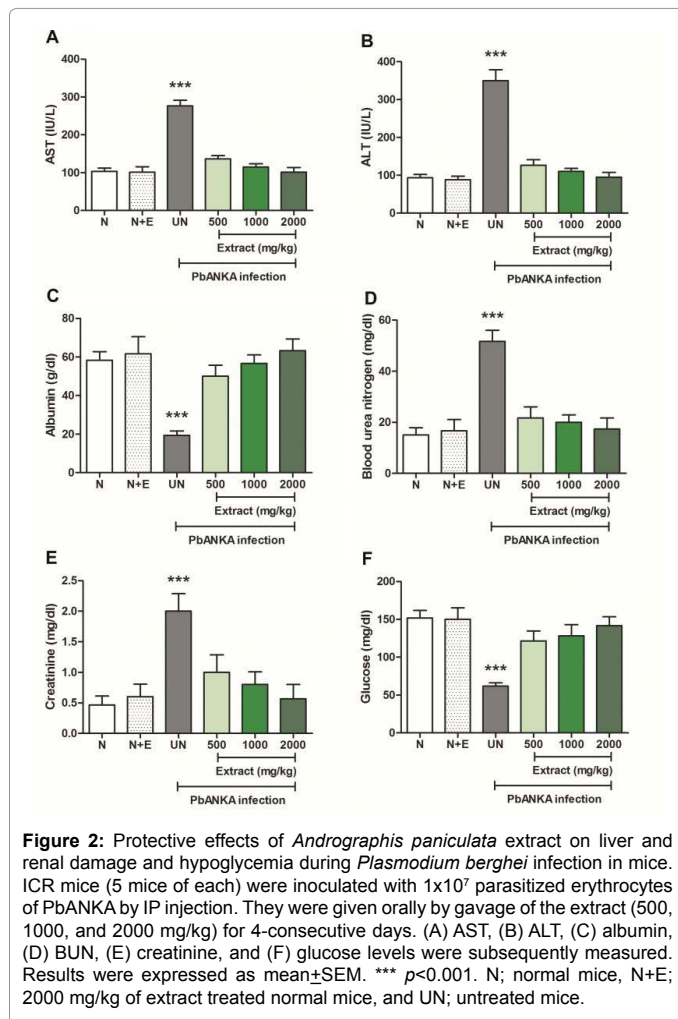 A
AST (IU/L)
400
300
200
100
0
***
N N+E UN 500 1000 2000
Extract (mg/kg)
PbANKA infection
B
ALT (IU/L)
400
300
200
100
0
***
N N+E UN 500 1000 2000
Extract (mg/kg)
PbANKA infection
C
Albumin (g/dl)
80
60
40
20
0
***
N N+E UN 500 1000 2000
Extract (mg/kg)
PbANKA infection
D
Blood urea nitrogen (mg/dl)
60
40
20
0
***
N N+E UN 500 1000 2000
Extract (mg/kg)
PbANKA infection
E
Creatinine (mg/dl)
2.5
2.0
1.5
1.0
0.5
0.0
***
N N+E UN 500 1000 2000
Extract (mg/kg)
PbANKA infection
F
Glucose (mg/dl)
200
150
100
50
0
***
N N+E UN 500 1000 2000
Extract (mg/kg)
PbANKA infection
Figure 2: Protective effects of Andrographis paniculata extract on liver and
renal damage and hypoglycemia during Plasmodium berghei infection in mice.
ICR mice (5 mice of each) were inoculated with 1x10⁷ parasitized erythrocytes
of PbANKA by IP injection. They were given orally by gavage of the extract (500,
1000, and 2000 mg/kg) for 4-consecutive days. (A) AST, (B) ALT, (C) albumin,
(D) BUN, (E) creatinine, and (F) glucose levels were subsequently measured.
Results were expressed as mean±SEM. *** p<0.001. N; normal mice, N+E;
2000 mg/kg of extract treated normal mice, and UN; untreated mice.